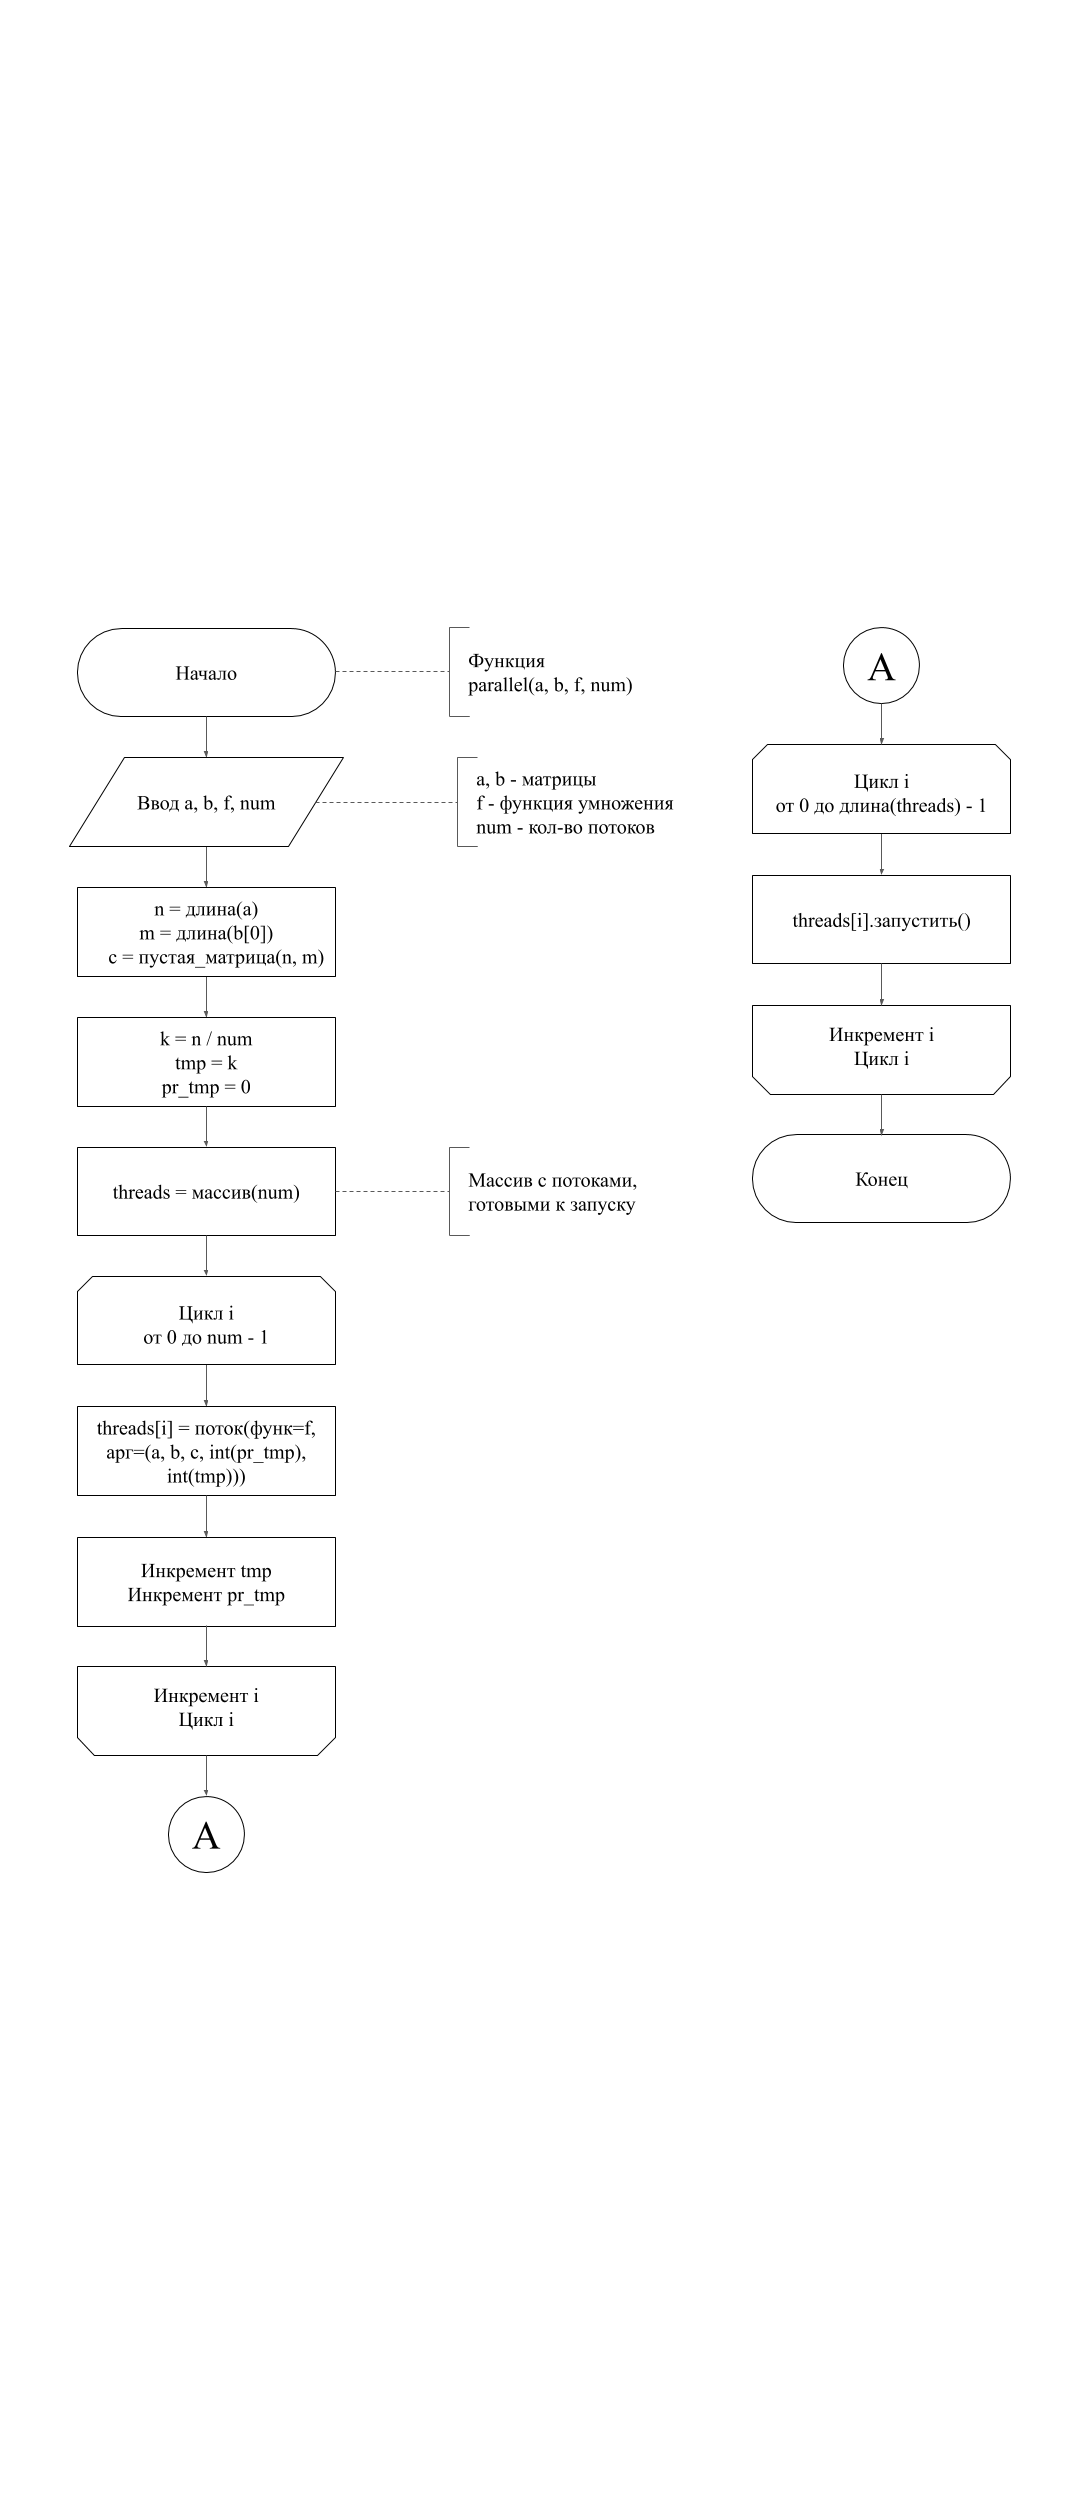 Начало
Функция
parallel(a, b, f, num)
Ввод a, b, f, num
a, b - матрицы
f - функция умножения
num - кол-во потоков
n = длина(a)
m = длина(b[0])
c = пустая_матрица(n, m)
k = n / num
tmp = k
pr_tmp = 0
threads = массив(num)
Массив с потоками,
готовыми к запуску
Цикл i
от 0 до num - 1
threads[i] = поток(функ=f,
арг=(a, b, c, int(pr_tmp),
int(tmp)))
Инкремент tmp
Инкремент pr_tmp
Инкремент i
Цикл i
A
A
Цикл i
от 0 до длина(threads) - 1
threads[i].запустить()
Инкремент i
Цикл i
Конец